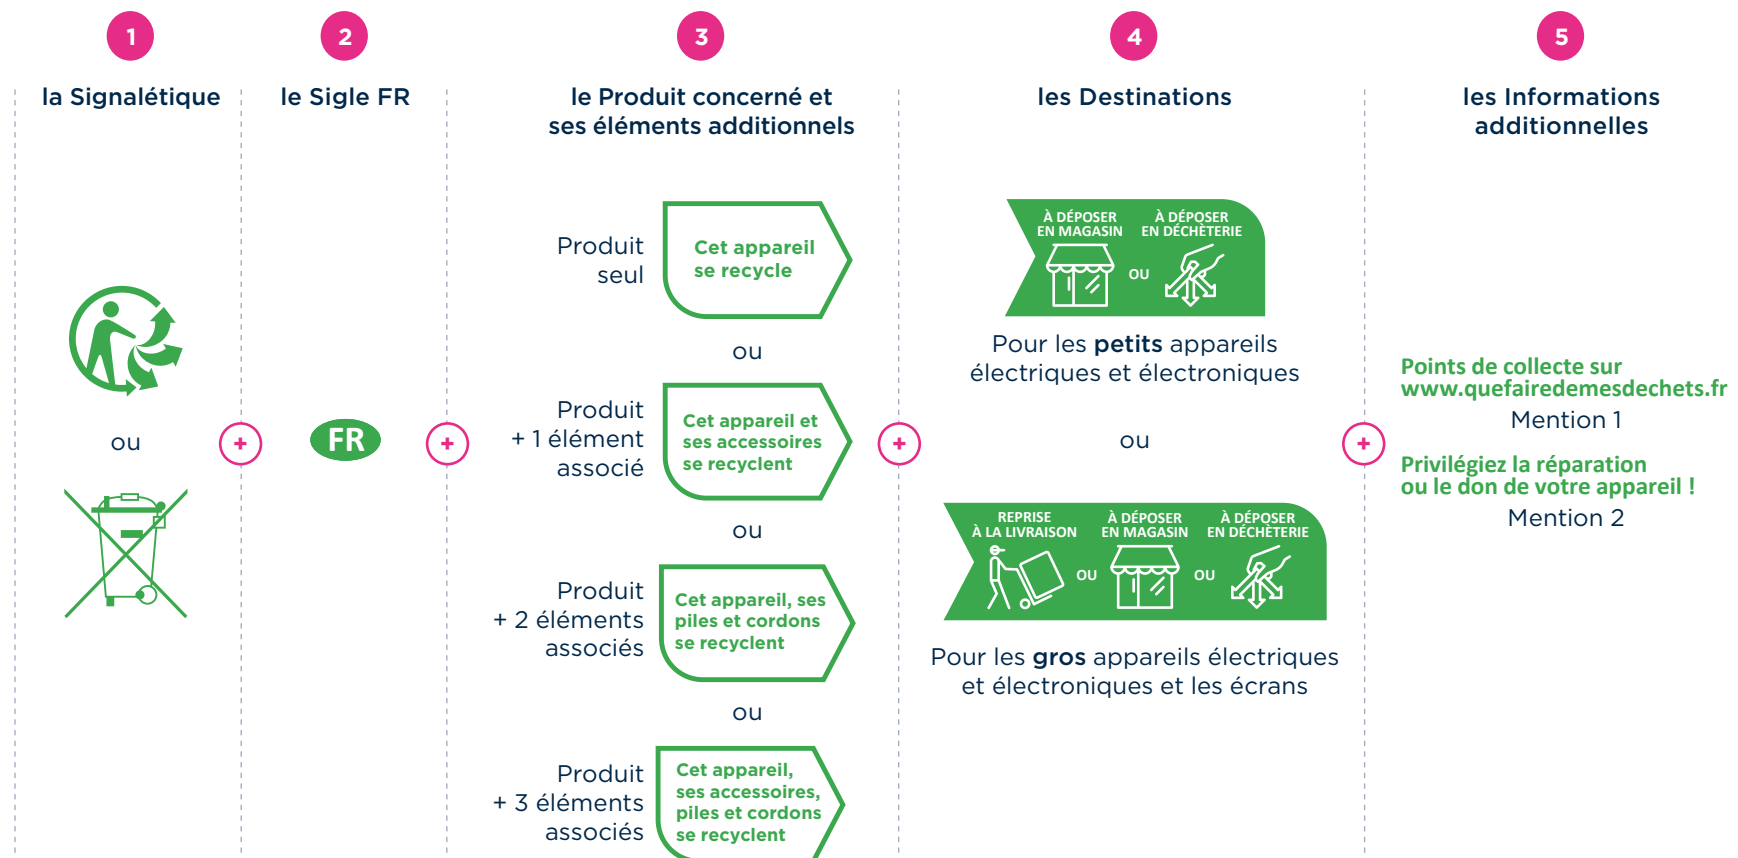 1
la Signalétique
ou
2
le Sigle FR
FR
3
le Produit concerné et
ses éléments additionnels
Produit
seul
Cet appareil
se recycle
ou
Produit
+ 1 élément
associé
Cet appareil et
ses accessoires
se recyclent
ou
Produit
+ 2 éléments
associés
Cet appareil, ses
piles et cordons
se recyclent
ou
Produit
+ 3 éléments
associés
Cet appareil,
ses accessoires,
piles et cordons
se recyclent
4
les Destinations
À DÉPOSER
EN MAGASIN
OU
À DÉPOSER
EN DÉCHÈTERIE
Pour les petits appareils
électriques et électroniques
ou
REPRISE
À LA LIVRAISON
OU
À DÉPOSER
EN MAGASIN
OU
À DÉPOSER
EN DÉCHÈTERIE
Pour les gros appareils électriques
et électroniques et les écrans
5
les Informations
additionnelles
Points de collecte sur
www.quefairedemesdechets.fr
Mention 1
Privilégiez la réparation
ou le don de votre appareil !
Mention 2
+
+
+
+